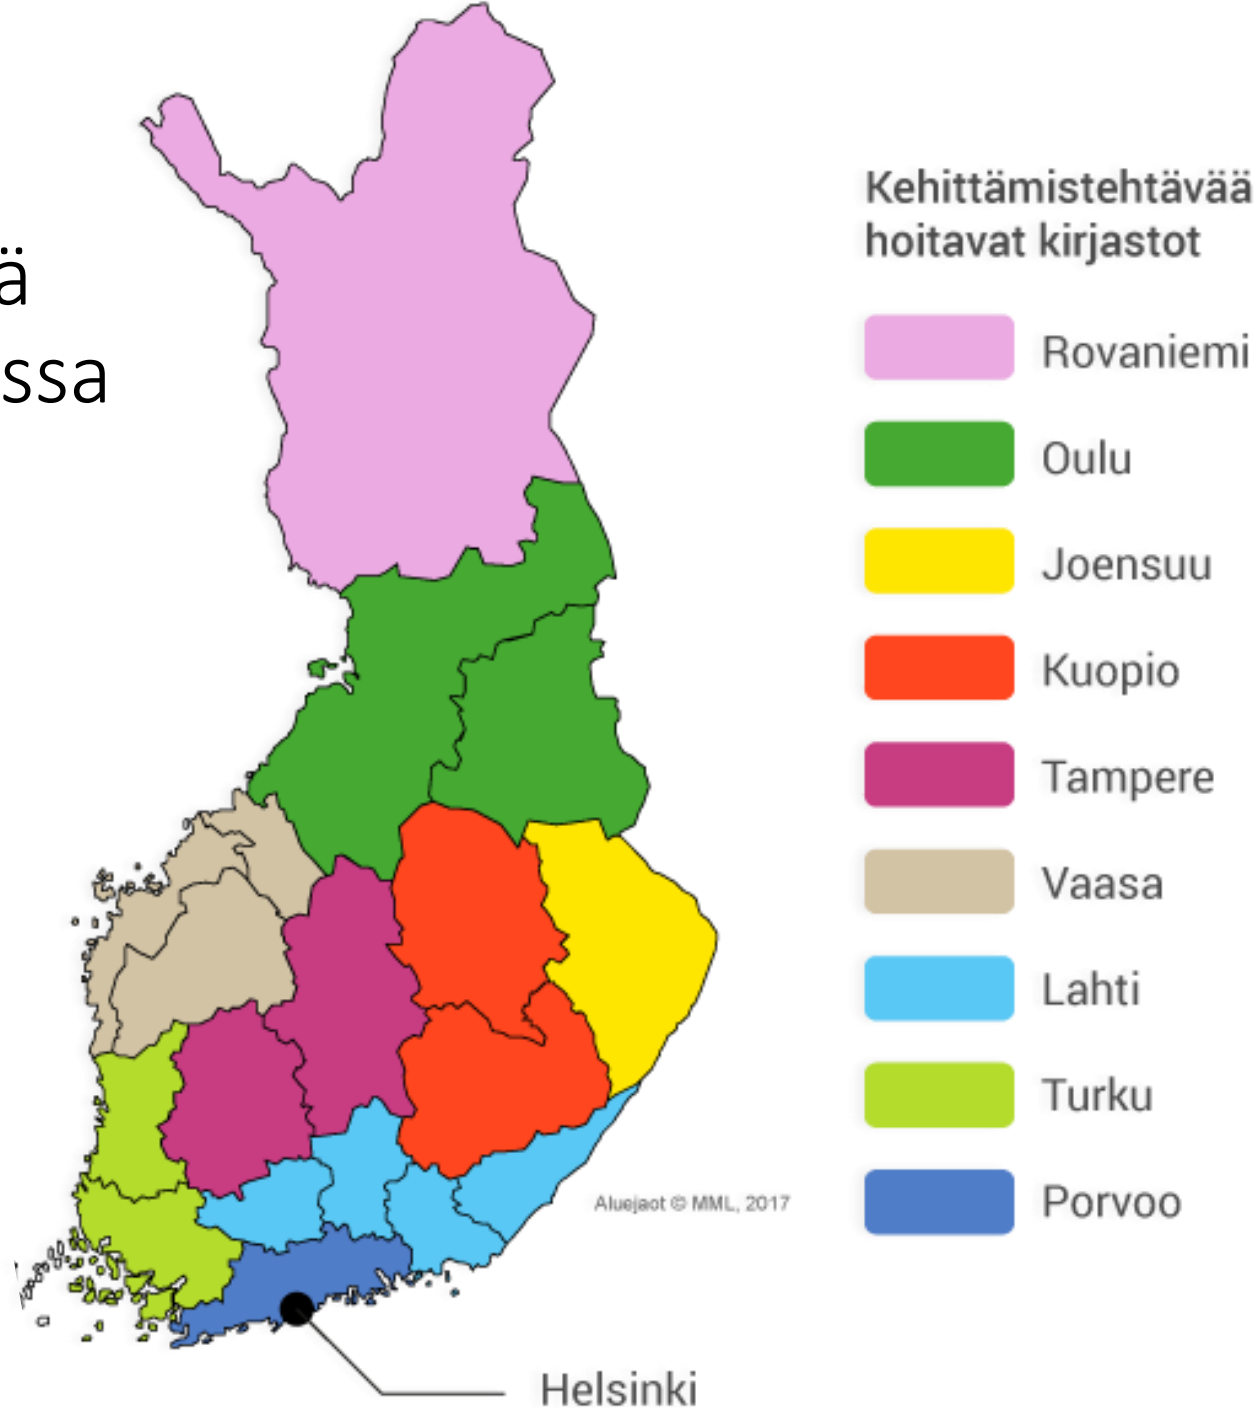 ä
ssa
Kehittämistehtävää
hoitavat kirjastot
Rovaniemi
Oulu
Joensuu
Kuopio
Tampere
Vaasa
Lahti
Turku
Porvoo
Aluejaot © MML, 2017
Helsinki